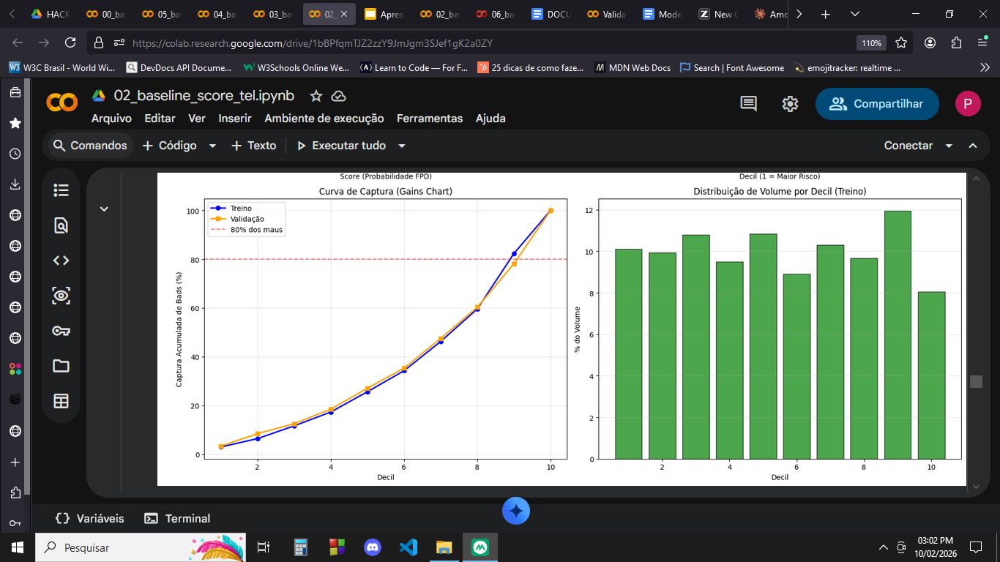 HACK
00_ba
05_ba
04_ba
03_ba
02_
Aprese
02_ba
06_ba
DOCU
Valida
Mode
New C
Amo
https://colab.research.google.com/drive/1bBPfqmTJZ2zzY9JmJgm3SJef1gK2a0ZY
110%
W3C Brasil - World Wi...
DevDocs API Docume...
W3Schools Online We...
Learn to Code — For F...
25 dicas de como faze...
MDN Web Docs
Search | Font Awesome
emojitracker: realtime ...
02_baseline_score_tel.ipynb
Compartilhar
P
Arquivo Editar Ver Inserir Ambiente de execução Ferramentas Ajuda
Comandos + Código + Texto Executar tudo Conectar
Score (Probabilidade FPD)
Decil (1 = Maior Risco)
Curva de Captura (Gains Chart)
Treino
Validação
80% dos maus
100
80
60
40
20
0
Captura Acumulada de Bads (%)
2 4 6 8 10
Decil
Distribuição de Volume por Decil (Treino)
12
10
8
6
4
2
0
% do Volume
2 4 6 8 10
Decil
Variáveis
Terminal
Pesquisar
03:02 PM
10/02/2026